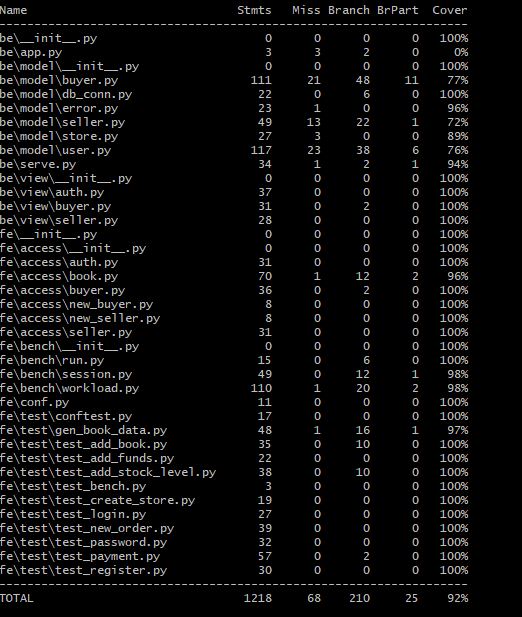 Name Stmts Miss Branch BrPart Cover
--------------------------------------------------------------------
be\__init__.py 0 0 0 0 100%
be\app.py 3 3 2 0 0%
be\model\__init__.py 0 0 0 0 100%
be\model\buyer.py 111 21 48 11 77%
be\model\db_conn.py 22 0 6 0 100%
be\model\error.py 23 1 0 0 96%
be\model\seller.py 49 13 22 1 72%
be\model\store.py 27 3 0 0 89%
be\model\user.py 117 23 38 6 76%
be\serve.py 34 1 2 1 94%
be\view\__init__.py 0 0 0 0 100%
be\view\auth.py 37 0 0 0 100%
be\view\buyer.py 31 0 2 0 100%
be\view\seller.py 28 0 0 0 100%
fe\__init__.py 0 0 0 0 100%
fe\access\__init__.py 0 0 0 0 100%
fe\access\auth.py 31 0 0 0 100%
fe\access\book.py 70 1 12 2 96%
fe\access\buyer.py 36 0 2 0 100%
fe\access\new_buyer.py 8 0 0 0 100%
fe\access\new_seller.py 8 0 0 0 100%
fe\access\seller.py 31 0 0 0 100%
fe\bench\__init__.py 0 0 0 0 100%
fe\bench\run.py 15 0 6 0 100%
fe\bench\session.py 49 0 12 1 98%
fe\bench\workload.py 110 1 20 2 98%
fe\conf.py 11 0 0 0 100%
fe\test\conftest.py 17 0 0 0 100%
fe\test\gen_book_data.py 48 1 16 1 97%
fe\test\test_add_book.py 35 0 10 0 100%
fe\test\test_add_funds.py 22 0 0 0 100%
fe\test\test_add_stock_level.py 38 0 10 0 100%
fe\test\test_bench.py 3 0 0 0 100%
fe\test\test_create_store.py 19 0 0 0 100%
fe\test\test_login.py 27 0 0 0 100%
fe\test\test_new_order.py 39 0 0 0 100%
fe\test\test_password.py 32 0 0 0 100%
fe\test\test_payment.py 57 0 2 0 100%
fe\test\test_register.py 30 0 0 0 100%
--------------------------------------------------------------------
TOTAL 1218 68 210 25 92%